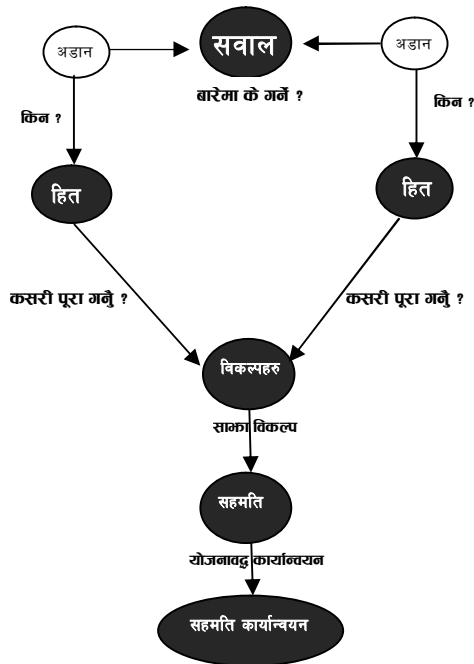 अडान
सवाल
अडान
बारेमा के गर्ने ?
किन ?
किन ?
हित
हित
कसरी पूरा गर्नु ?
कसरी पूरा गर्नु ?
विकल्पहरु
साझा विकल्प
सहमति
योजनावद्ध कार्यान्वयन
सहमति कार्यान्वयन